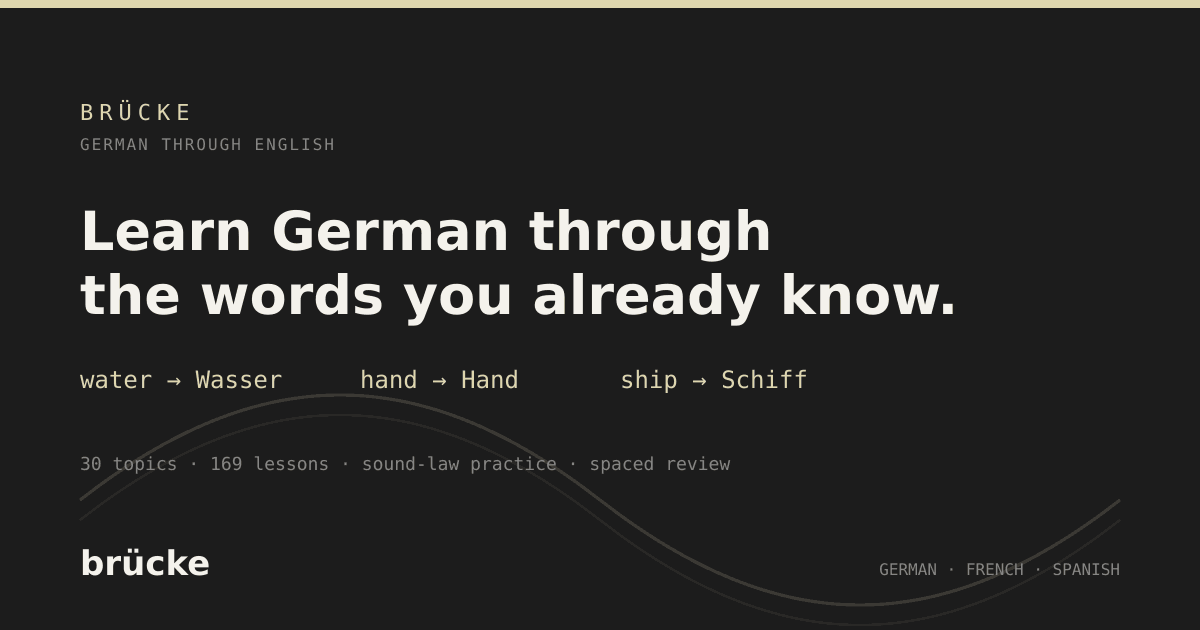 BRÜCKE
GERMAN THROUGH ENGLISH
Learn German through
the words you already know.
water → Wasser hand → Hand ship → Schiff
30 topics · 169 lessons · sound-law practice · spaced review
brücke
GERMAN · FRENCH · SPANISH